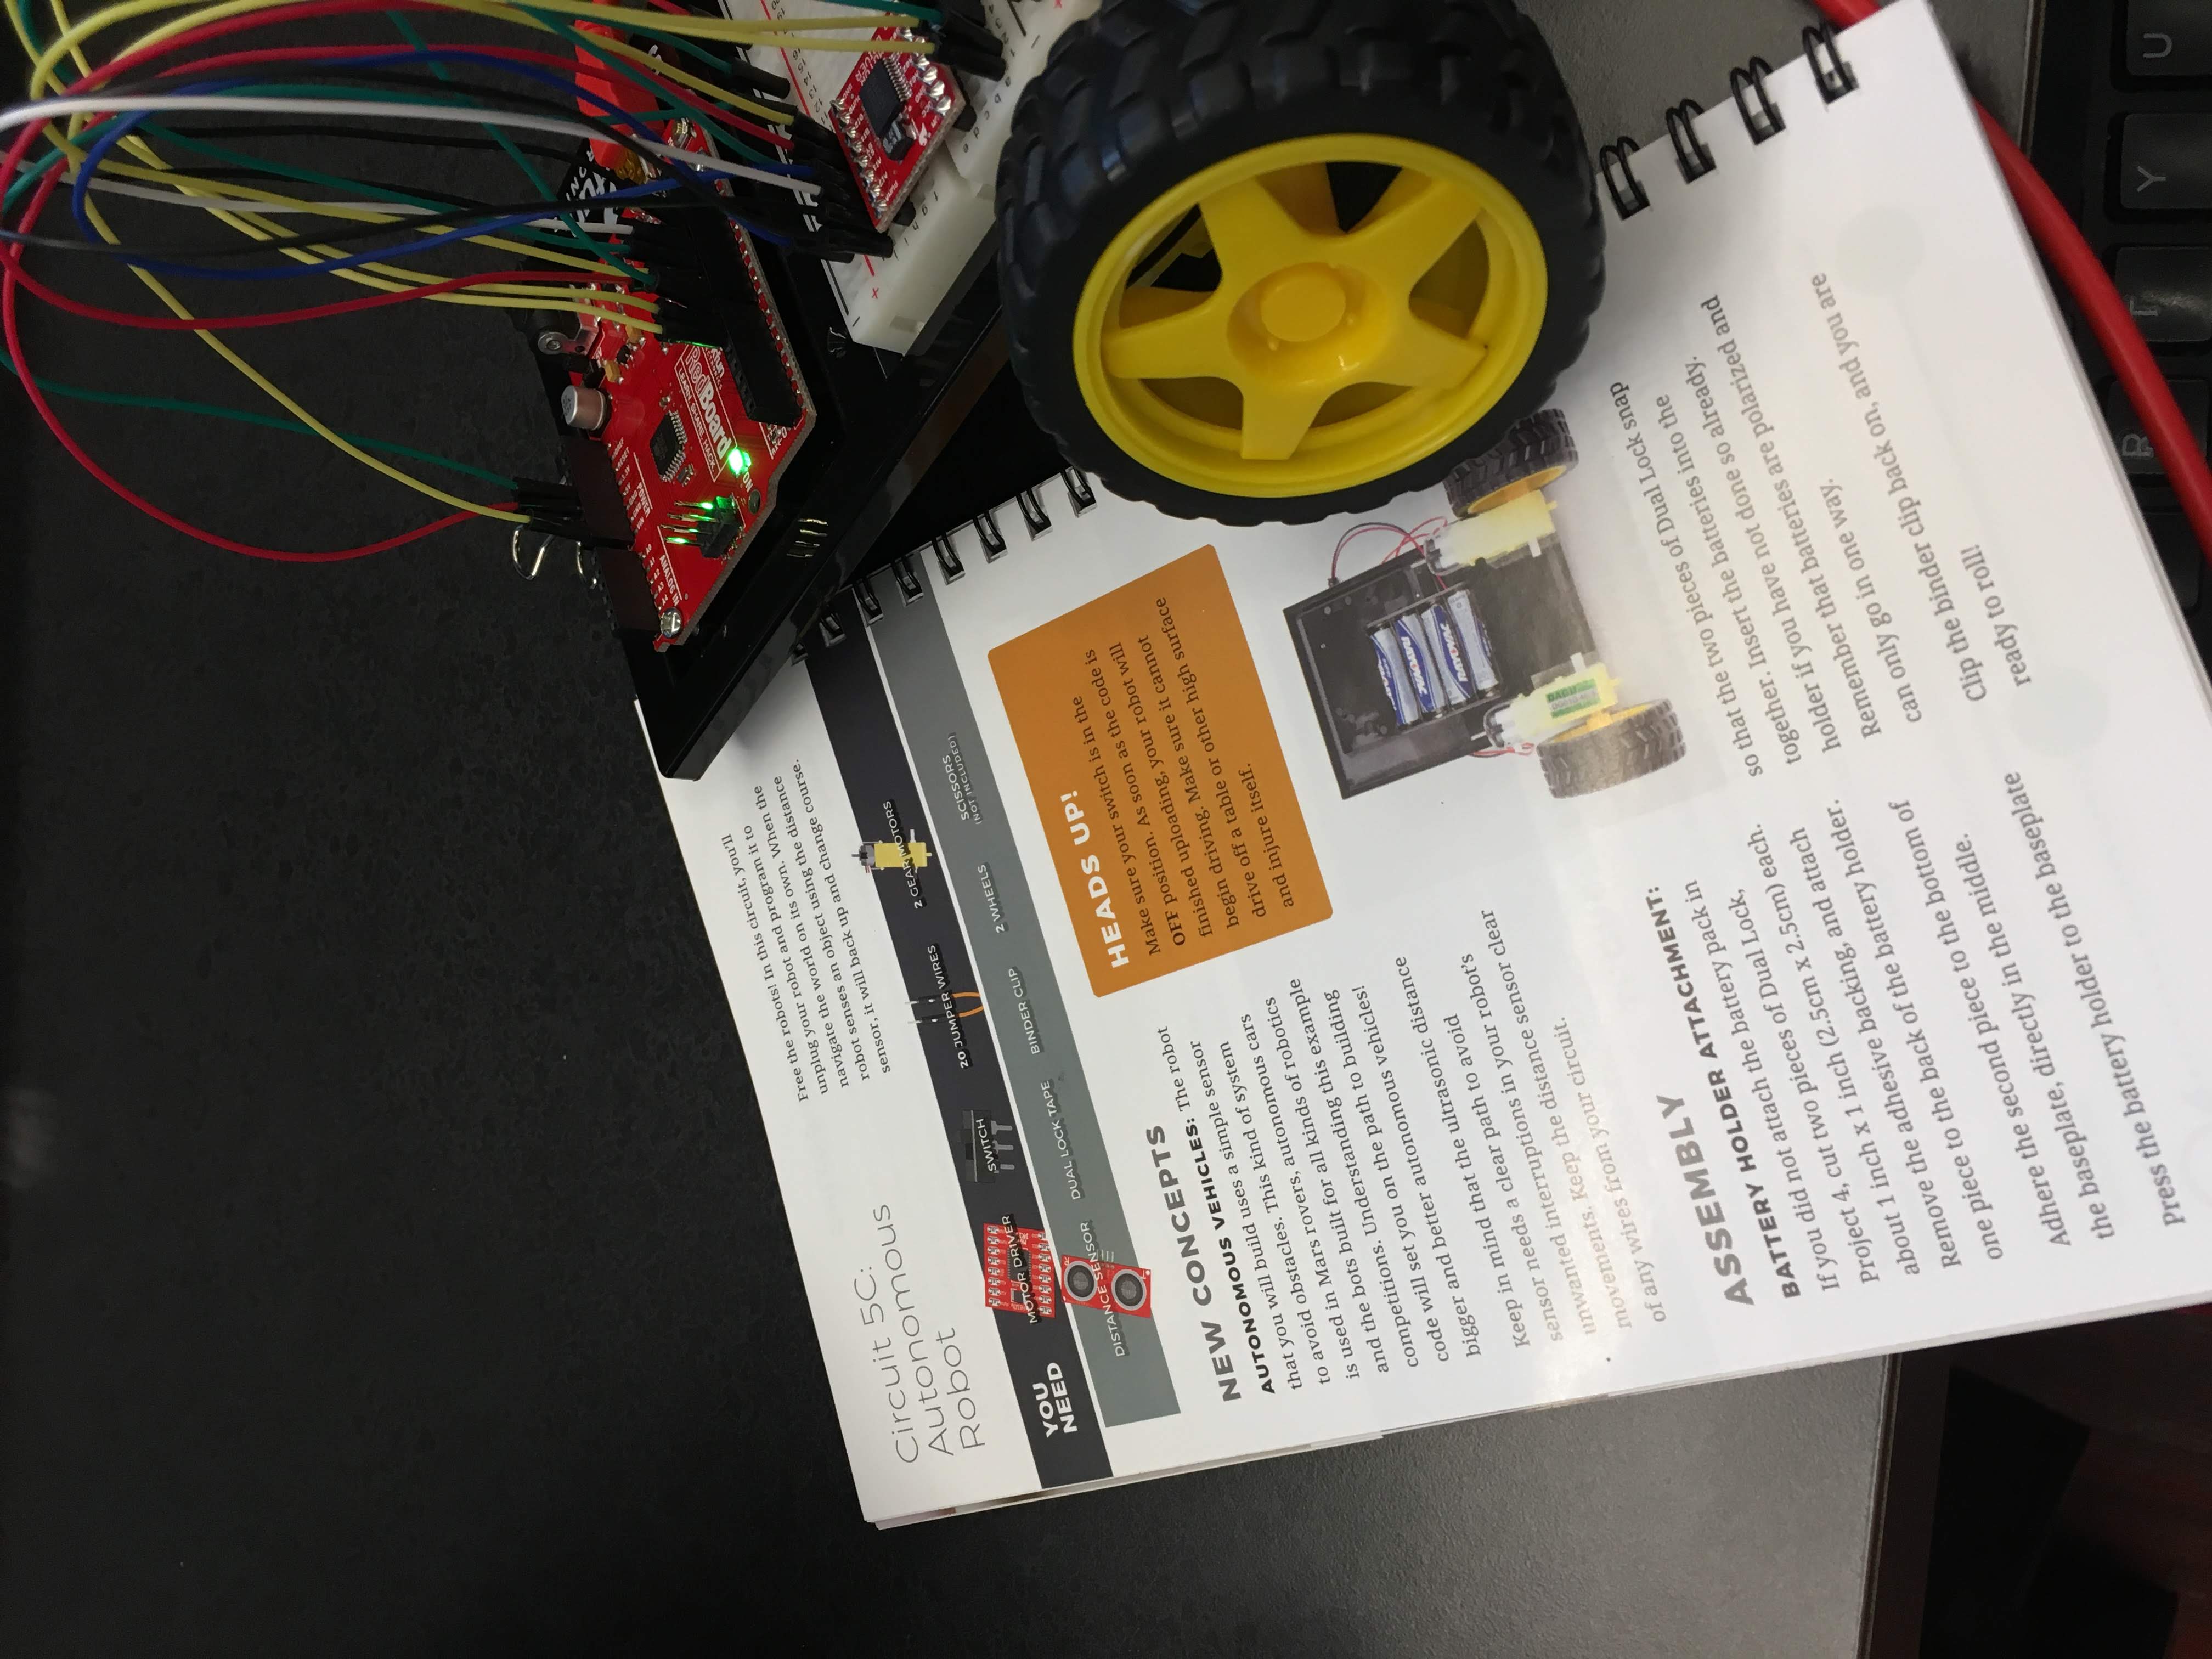 Circuit 5C:
Autonomous
Robot
Free the robots! In this circuit, you'll
unplug your robot and program it to
navigate the world on its own. When the
robot senses an object using the distance
sensor, it will back up and change course.
YOU
NEED
MOTOR DRIVER
SWITCH
20 JUMPER WIRES
2 GEAR MOTORS
DISTANCE SENSOR
DUAL LOCK TAPE
BINDER CLIP
2 WHEELS
SCISSORS
(NOT INCLUDED)
NEW CONCEPTS
AUTONOMOUS VEHICLES: The robot
that you will build uses a simple sensor
to avoid obstacles. This kind of system
is used in Mars rovers, autonomous cars
and the bots built for all kinds of robotics
competitions. Understanding this example
code will set you on the path to building
bigger and better autonomous vehicles!
Keep in mind that the ultrasonic distance
sensor needs a clear path to avoid
unwanted interruptions in your robot's
movements. Keep the distance sensor clear
of any wires from your circuit.
HEADS UP!
Make sure your switch is in the
OFF position. As soon as the code is
finished uploading, your robot will
begin driving. Make sure it cannot
drive off a table or other high surface
and injure itself.
RAYOVAC
RAYOVAC
ASSEMBLY
BATTERY HOLDER ATTACHMENT:
If you did not attach the battery pack in
Project 4, cut two pieces of Dual Lock,
about 1 inch x 1 inch (2.5cm x 2.5cm) each.
Remove the adhesive backing, and attach
one piece to the back of the battery holder.
Adhere the second piece to the bottom of
the baseplate, directly in the middle.
Press the battery holder to the baseplate
so that the two pieces of Dual Lock snap
together. Insert the batteries into the
holder if you have not done so already.
Remember that batteries are polarized and
can only go in one way.
Clip the binder clip back on, and you are
ready to roll!
RedBoard
LEARN SHARE HACK
ANALOG IN
POWER
ON
R
T
Y
U